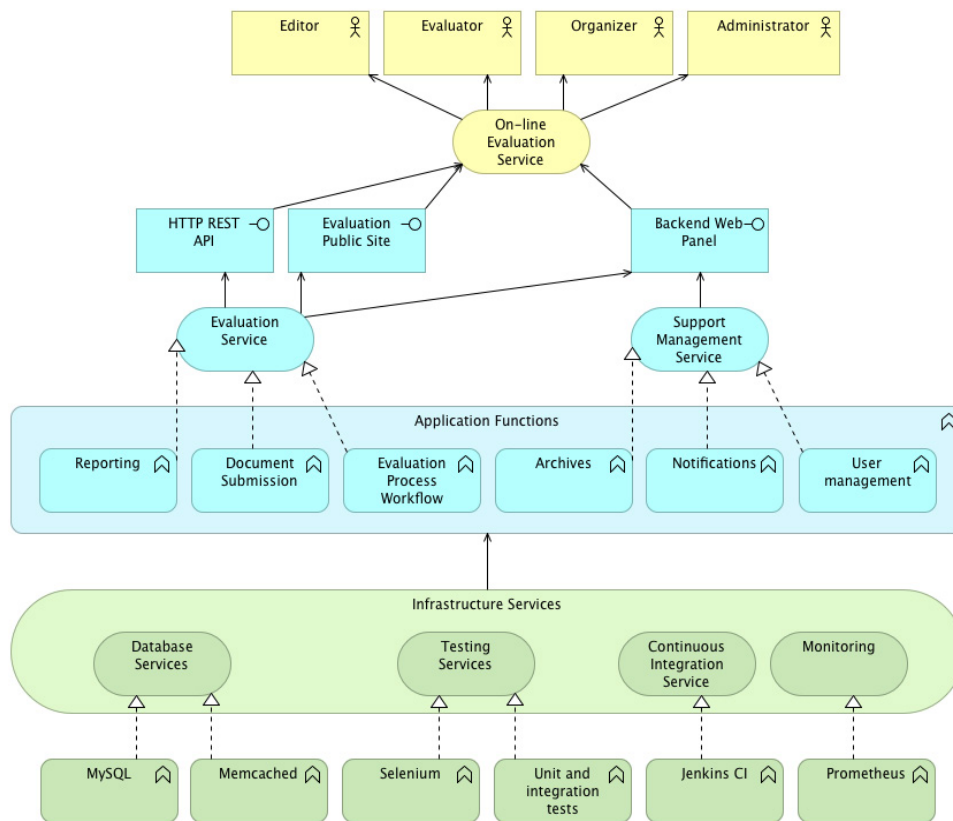 Editor
Evaluator
Organizer
Administrator
On-line
Evaluation
Service
HTTP REST
API
Evaluation
Public Site
Backend Web
Panel
Evaluation
Service
Support
Management
Service
Application Functions
Reporting
Document
Submission
Evaluation
Process
Workflow
Archives
Notifications
User
management
Infrastructure Services
Database
Services
Testing
Services
Continuous
Integration
Service
Monitoring
MySQL
Memcached
Selenium
Unit and
integration
tests
Jenkins CI
Prometheus